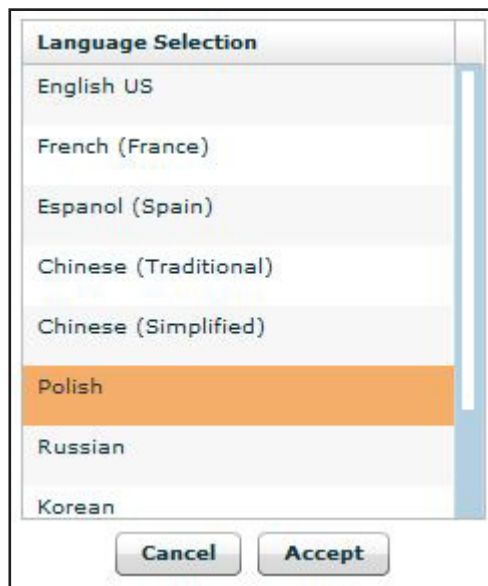 Language Selection
English US
French (France)
Espanol (Spain)
Chinese (Traditional)
Chinese (Simplified)
Polish
Russian
Korean
Cancel Accept